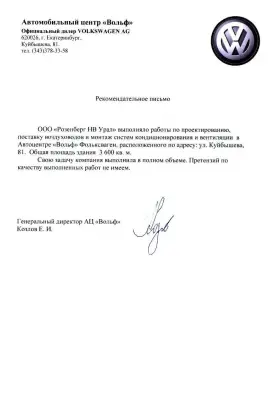 Автомобильный центр «Вольф»
Официальный дилер VOLKSWAGEN AG
620026, г. Екатеринбург,
Куйбышева, 81.
тел. (343)378-33-58
Рекомендательное письмо
ООО «Розенберг НВ Урал» выполняло работы по проектированию,
поставку воздуховодов и монтаж систем кондиционирования и вентиляции в
Автоцентре «Вольф» Фольксваген, расположенного по адресу: ул. Куйбышева,
81. Общая площадь здания 3 600 кв. м.
Свою задачу компания выполнила в полном объеме. Претензий по
качеству выполненных работ не имеем.
Генеральный директор АЦ «Вольф»
Козлов Е. И.